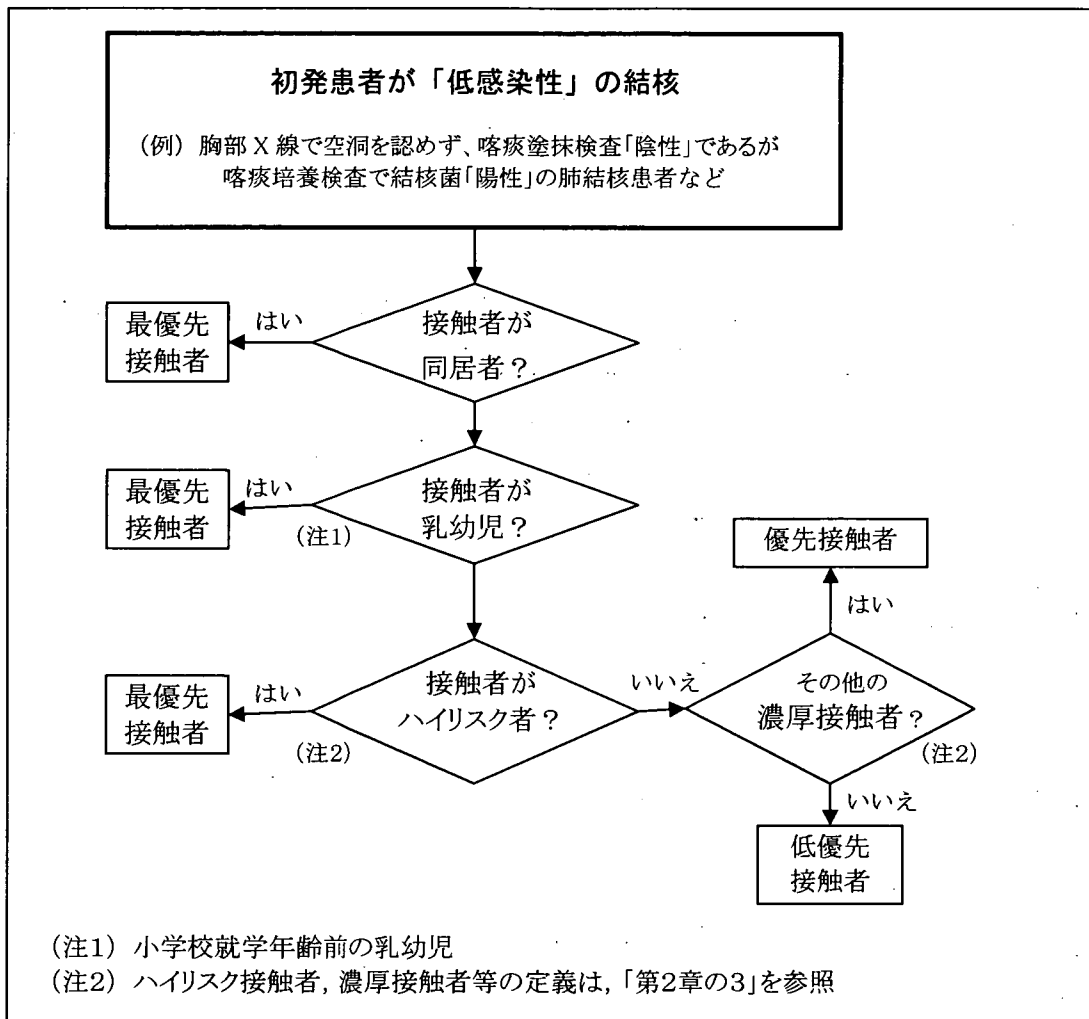 初発患者が「低感染性」の結核
(例) 胸部 X 線で空洞を認めず、喀痰塗抹検査「陰性」であるが
喀痰培養検査で結核菌「陽性」の肺結核患者など
最優先
接触者
はい
接触者が
同居者?
最優先
接触者
はい
(注1)
接触者が
乳幼児?
優先接触者
はい
最優先
接触者
はい
(注2)
接触者が
ハイリスク者?
いいえ
その他の
濃厚接触者?
(注2)
いいえ
低優先
接触者
(注1) 小学校就学年齢前の乳幼児
(注2) ハイリスク接触者, 濃厚接触者等の定義は,「第2章の3」を参照